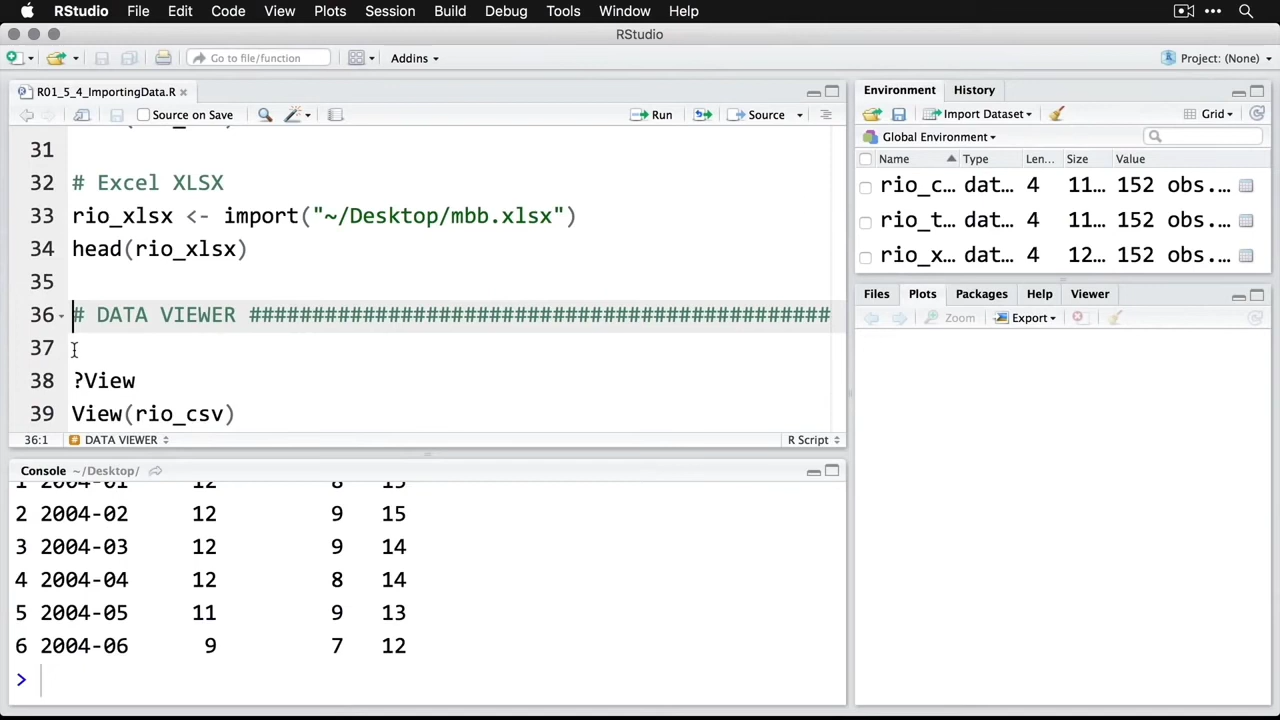 RStudio File Edit Code View Plots Session Build Debug Tools Window Help
RStudio
Go to file/function Addins Project: (None)
R01_5_4_ImportingData.R
Source on Save Run Source
31
32 # Excel XLSX
33 rio_xlsx <- import("~/Desktop/mbb.xlsx")
34 head(rio_xlsx)
35
36 # DATA VIEWER ##############################################
37
38 ?View
39 View(rio_csv)
36:1 # DATA VIEWER R Script
Console ~/Desktop/
1 2004-01 12 8 15
2 2004-02 12 9 15
3 2004-03 12 9 14
4 2004-04 12 8 14
5 2004-05 11 9 13
6 2004-06 9 7 12
>
Environment History
Import Dataset Grid
Global Environment
Name Type Len... Size Value
rio_c... dat... 4 11... 152 obs....
rio_t... dat... 4 11... 152 obs....
rio_x... dat... 4 12... 152 obs....
Files Plots Packages Help Viewer
Zoom Export